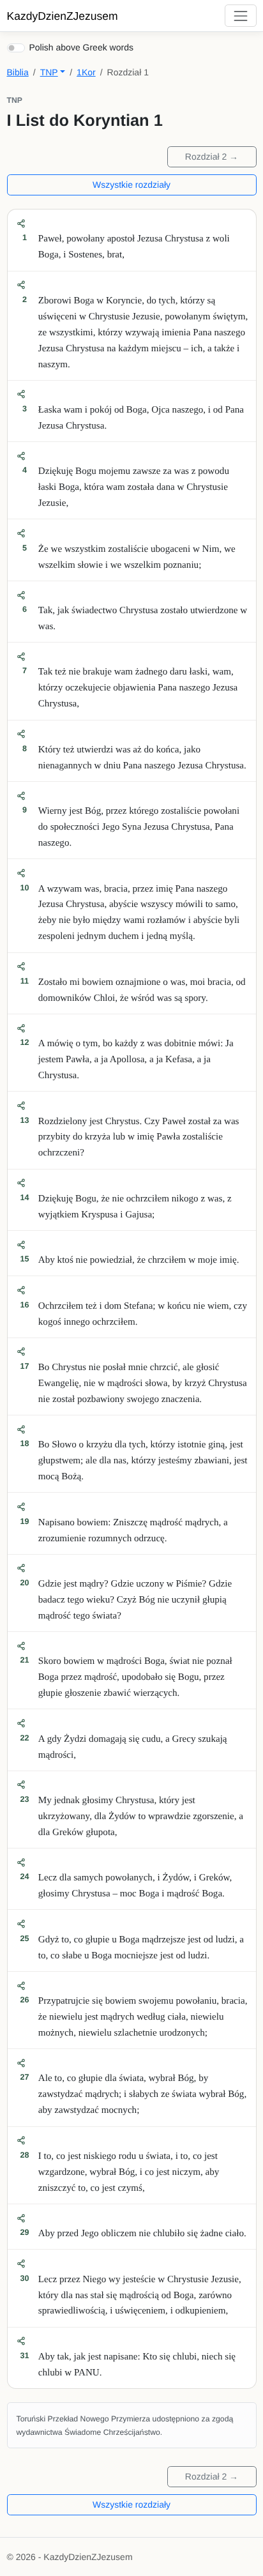 KazdyDzienZJezusem
Polish above Greek words
Biblia / TNP / 1Kor / Rozdział 1
TNP
I List do Koryntian 1
Rozdział 2 →
Wszystkie rozdziały
1 Paweł, powołany apostoł Jezusa Chrystusa z woli
Boga, i Sostenes, brat,
2 Zborowi Boga w Koryncie, do tych, którzy są
uświęceni w Chrystusie Jezusie, powołanym świętym,
ze wszystkimi, którzy wzywają imienia Pana naszego
Jezusa Chrystusa na każdym miejscu – ich, a także i
naszym.
3 Łaska wam i pokój od Boga, Ojca naszego, i od Pana
Jezusa Chrystusa.
4 Dziękuję Bogu mojemu zawsze za was z powodu
łaski Boga, która wam została dana w Chrystusie
Jezusie,
5 Że we wszystkim zostaliście ubogaceni w Nim, we
wszelkim słowie i we wszelkim poznaniu;
6 Tak, jak świadectwo Chrystusa zostało utwierdzone w
was.
7 Tak też nie brakuje wam żadnego daru łaski, wam,
którzy oczekujecie objawienia Pana naszego Jezusa
Chrystusa,
8 Który też utwierdzi was aż do końca, jako
nienagannych w dniu Pana naszego Jezusa Chrystusa.
9 Wierny jest Bóg, przez którego zostaliście powołani
do społeczności Jego Syna Jezusa Chrystusa, Pana
naszego.
10 A wzywam was, bracia, przez imię Pana naszego
Jezusa Chrystusa, abyście wszyscy mówili to samo,
żeby nie było między wami rozłamów i abyście byli
zespoleni jednym duchem i jedną myślą.
11 Zostało mi bowiem oznajmione o was, moi bracia, od
domowników Chloi, że wśród was są spory.
12 A mówię o tym, bo każdy z was dobitnie mówi: Ja
jestem Pawła, a ja Apollosa, a ja Kefasa, a ja
Chrystusa.
13 Rozdzielony jest Chrystus. Czy Paweł został za was
przybity do krzyża lub w imię Pawła zostaliście
ochrzczeni?
14 Dziękuję Bogu, że nie ochrzciłem nikogo z was, z
wyjątkiem Kryspusa i Gajusa;
15 Aby ktoś nie powiedział, że chrzciłem w moje imię.
16 Ochrzciłem też i dom Stefana; w końcu nie wiem, czy
kogoś innego ochrzciłem.
17 Bo Chrystus nie posłał mnie chrzcić, ale głosić
Ewangelię, nie w mądrości słowa, by krzyż Chrystusa
nie został pozbawiony swojego znaczenia.
18 Bo Słowo o krzyżu dla tych, którzy istotnie giną, jest
głupstwem; ale dla nas, którzy jesteśmy zbawiani, jest
mocą Bożą.
19 Napisano bowiem: Zniszczę mądrość mądrych, a
zrozumienie rozumnych odrzucę.
20 Gdzie jest mądry? Gdzie uczony w Piśmie? Gdzie
badacz tego wieku? Czyż Bóg nie uczynił głupią
mądrość tego świata?
21 Skoro bowiem w mądrości Boga, świat nie poznał
Boga przez mądrość, upodobało się Bogu, przez
głupie głoszenie zbawić wierzących.
22 A gdy Żydzi domagają się cudu, a Grecy szukają
mądrości,
23 My jednak głosimy Chrystusa, który jest
ukrzyżowany, dla Żydów to wprawdzie zgorszenie, a
dla Greków głupota,
24 Lecz dla samych powołanych, i Żydów, i Greków,
głosimy Chrystusa – moc Boga i mądrość Boga.
25 Gdyż to, co głupie u Boga mądrzejsze jest od ludzi, a
to, co słabe u Boga mocniejsze jest od ludzi.
26 Przypatrujcie się bowiem swojemu powołaniu, bracia,
że niewielu jest mądrych według ciała, niewielu
możnych, niewielu szlachetnie urodzonych;
27 Ale to, co głupie dla świata, wybrał Bóg, by
zawstydzać mądrych; i słabych ze świata wybrał Bóg,
aby zawstydzać mocnych;
28 I to, co jest niskiego rodu u świata, i to, co jest
wzgardzone, wybrał Bóg, i co jest niczym, aby
zniszczyć to, co jest czymś,
29 Aby przed Jego obliczem nie chlubiło się żadne ciało.
30 Lecz przez Niego wy jesteście w Chrystusie Jezusie,
który dla nas stał się mądrością od Boga, zarówno
sprawiedliwością, i uświęceniem, i odkupieniem,
31 Aby tak, jak jest napisane: Kto się chlubi, niech się
chlubi w PANU.
Toruński Przekład Nowego Przymierza udostępniono za zgodą
wydawnictwa Świadome Chrześcijaństwo.
Rozdział 2 →
Wszystkie rozdziały
© 2026 - KazdyDzienZJezusem